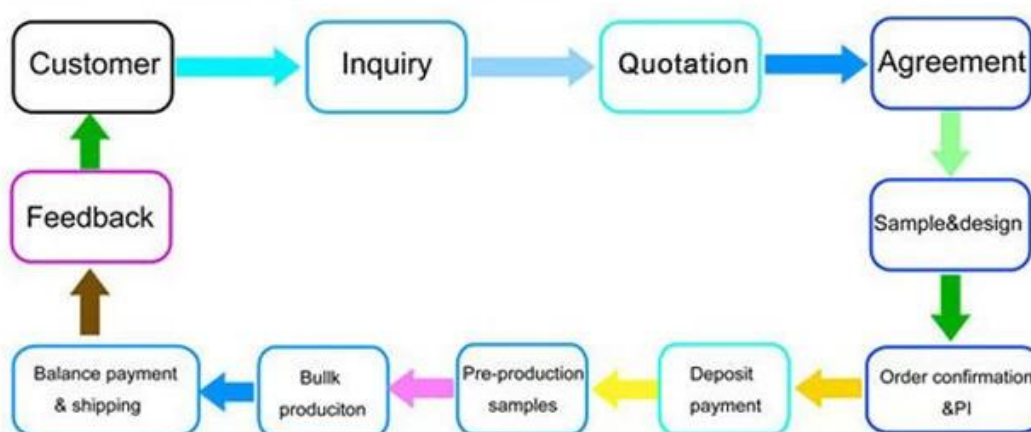 Customer
Inquiry
Quotation
Agreement
Sample&design
Order confirmation
&PI
Deposit
payment
Pre-production
samples
Bullk
produciton
Balance payment
& shipping
Feedback